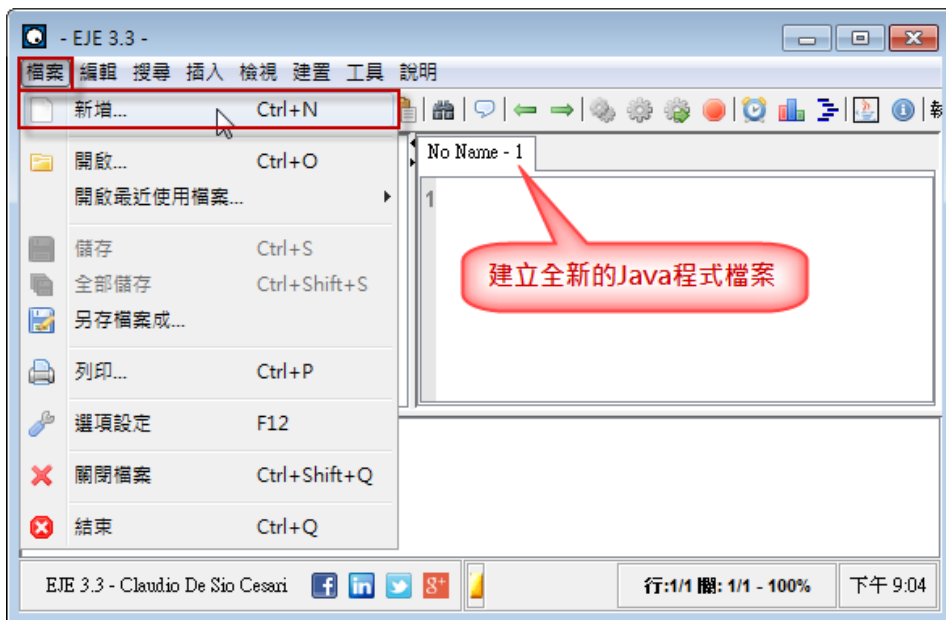 - EJE 3.3 -
檔案 編輯 搜尋 插入 檢視 建置 工具 說明
新增... Ctrl+N
開啟... Ctrl+O
開啟最近使用檔案...
儲存 Ctrl+S
全部儲存 Ctrl+Shift+S
另存檔案成...
列印... Ctrl+P
選項設定 F12
關閉檔案 Ctrl+Shift+Q
結束 Ctrl+Q
No Name - 1
1
建立全新的Java程式檔案
EJE 3.3 - Claudio De Sio Cesari
行:1/1 欄: 1/1 - 100%
下午 9:04